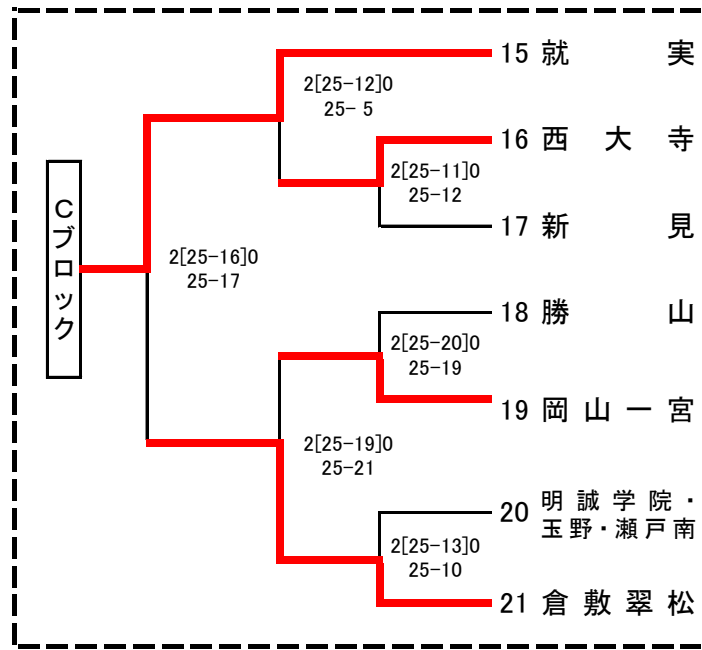 15 就実
2[25-12]0
25- 5
16 西大寺
2[25-11]0
25-12
17 新見
Cブロック
2[25-16]0
25-17
18 勝山
2[25-20]0
25-19
19 岡山一宮
2[25-19]0
25-21
20 明誠学院・
玉野・瀬戸南
2[25-13]0
25-10
21 倉敷翠松